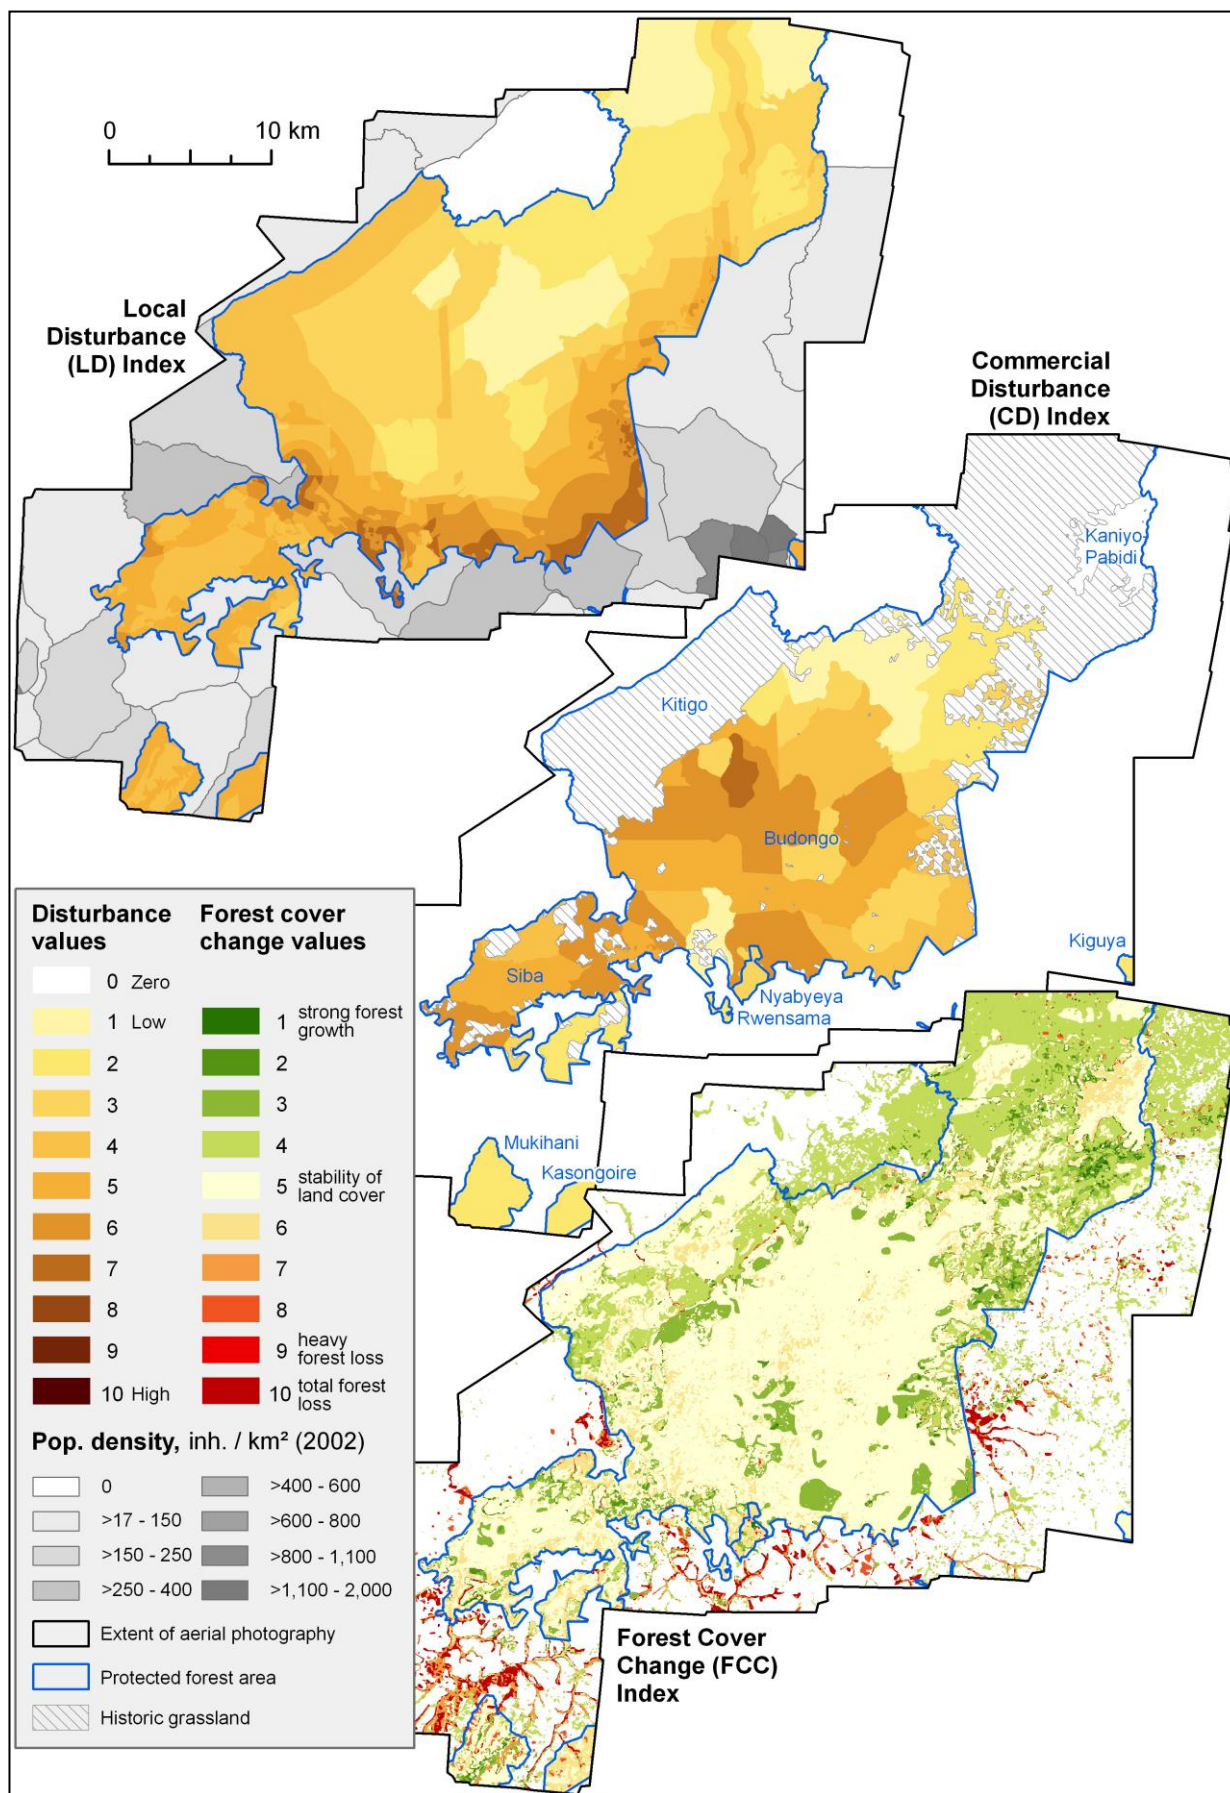 0 10 km
Local
Disturbance
(LD) Index
Commercial
Disturbance
(CD) Index
Kaniyo-
Pabidi
Kitigo
Budongo
Siba
Kiguya
Nyabyeya
Rwensama
Mukihani
Kasongoire
Forest Cover
Change (FCC)
Index
Disturbance
values
0 Zero
1 Low
2
3
4
5
6
7
8
9
10 High
Forest cover
change values
1 strong forest
growth
2
3
4
5 stability of
land cover
6
7
8
9 heavy
forest loss
10 total forest
loss
Pop. density, inh. / km² (2002)
0
>17 - 150
>150 - 250
>250 - 400
>400 - 600
>600 - 800
>800 - 1,100
>1,100 - 2,000
Extent of aerial photography
Protected forest area
Historic grassland